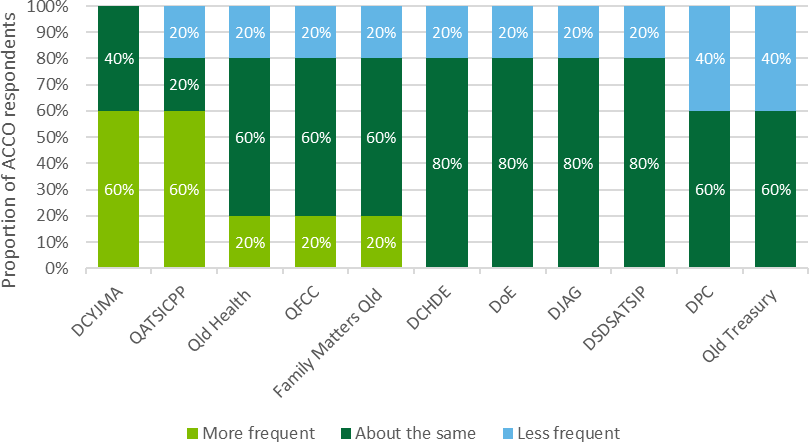 Proportion of ACCO respondents
100%
90%
80%
70%
60%
50%
40%
30%
20%
10%
0%
40%
60%
20%
20%
60%
20%
60%
20%
20%
60%
20%
20%
60%
20%
20%
80%
20%
80%
20%
80%
20%
80%
40%
60%
40%
60%
DCYJMA
QATSICPP
Qld Health
QFCC
Family Matters Qld
DCHDE
DoE
DJAG
DSDSATSIP
DPC
Qld Treasury
More frequent About the same Less frequent